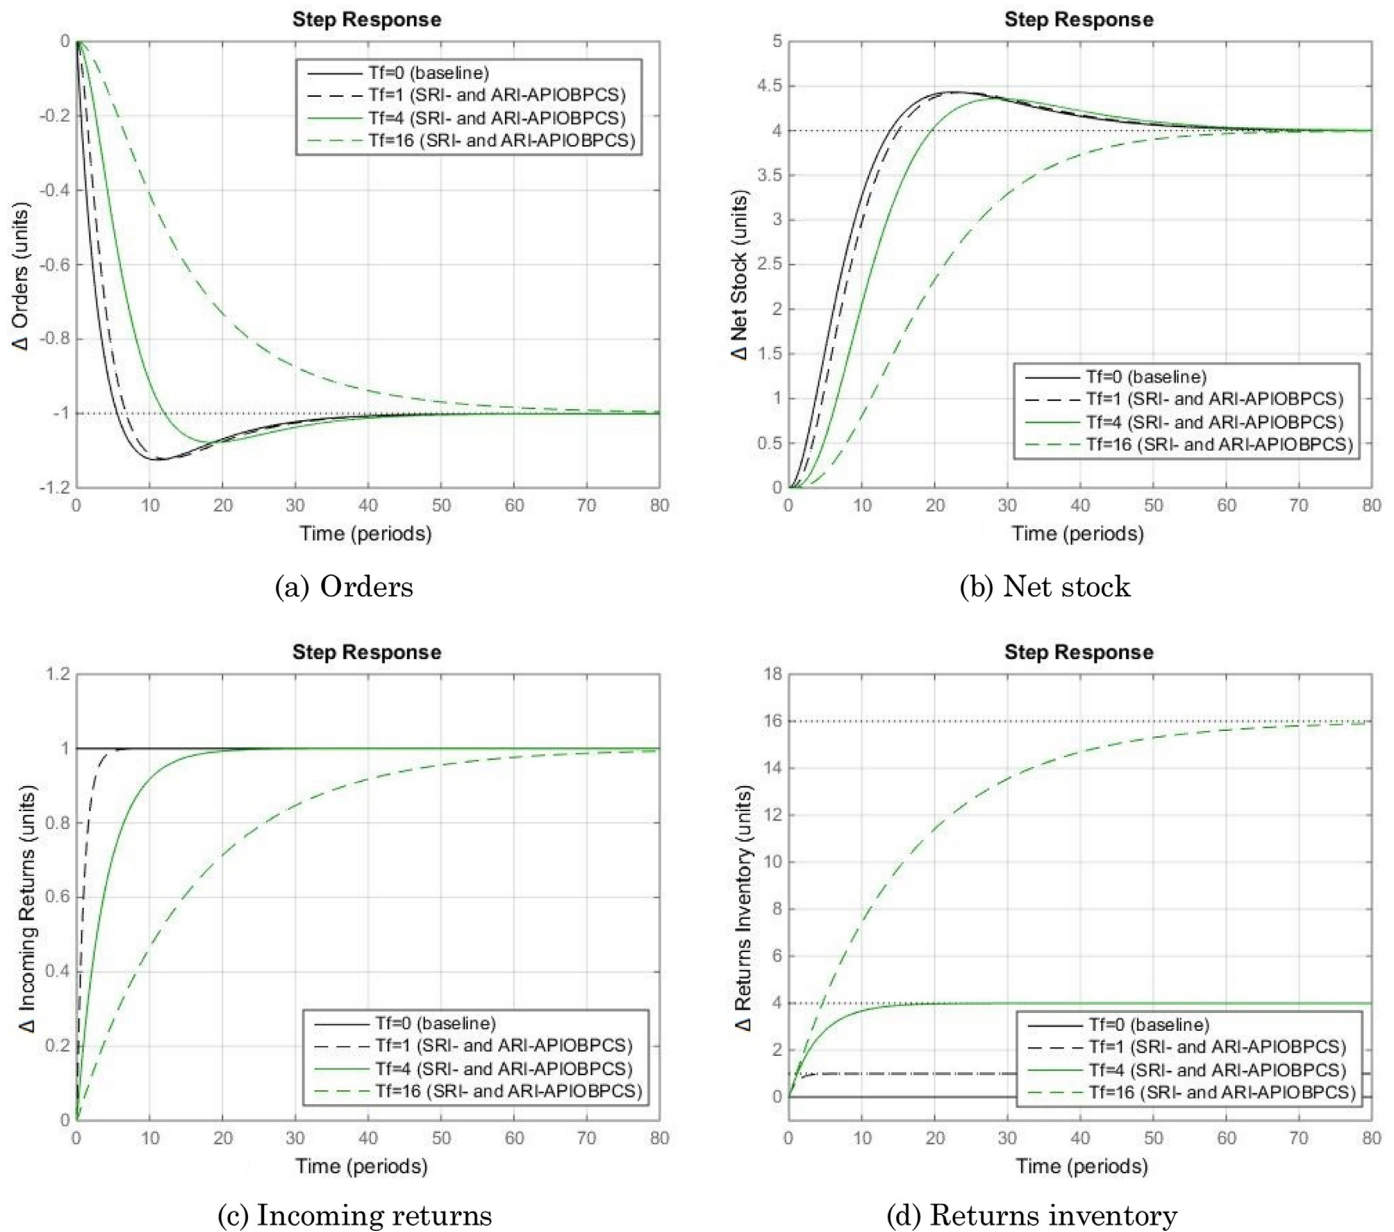 Step Response
0
-0.2
-0.4
-0.6
-0.8
-1
-1.2
Δ Orders (units)
Tf=0 (baseline)
Tf=1 (SRI- and ARI-APIOBPCS)
Tf=4 (SRI- and ARI-APIOBPCS)
Tf=16 (SRI- and ARI-APIOBPCS)
0 10 20 30 40 50 60 70 80
Time (periods)
(a) Orders
Step Response
5
4.5
4
3.5
3
2.5
2
1.5
1
0.5
0
Δ Net Stock (units)
Tf=0 (baseline)
Tf=1 (SRI- and ARI-APIOBPCS)
Tf=4 (SRI- and ARI-APIOBPCS)
Tf=16 (SRI- and ARI-APIOBPCS)
0 10 20 30 40 50 60 70 80
Time (periods)
(b) Net stock
Step Response
1.2
1
0.8
0.6
0.4
0.2
0
Δ Incoming Returns (units)
Tf=0 (baseline)
Tf=1 (SRI- and ARI-APIOBPCS)
Tf=4 (SRI- and ARI-APIOBPCS)
Tf=16 (SRI- and ARI-APIOBPCS)
0 10 20 30 40 50 60 70 80
Time (periods)
(c) Incoming returns
Step Response
18
16
14
12
10
8
6
4
2
0
Δ Returns Inventory (units)
Tf=0 (baseline)
Tf=1 (SRI- and ARI-APIOBPCS)
Tf=4 (SRI- and ARI-APIOBPCS)
Tf=16 (SRI- and ARI-APIOBPCS)
0 10 20 30 40 50 60 70 80
Time (periods)
(d) Returns inventory